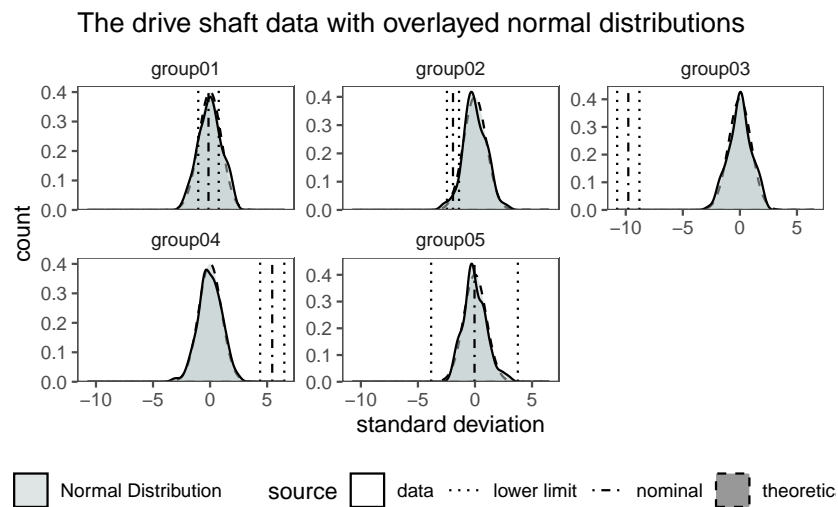 The drive shaft data with overlayed normal distributions
group01
group02
group03
0.4
0.3
0.2
0.1
0.0
0.4
0.3
0.2
0.1
0.0
0.4
0.3
0.2
0.1
0.0
−10 −5 0 5
group04
group05
0.4
0.3
0.2
0.1
0.0
0.4
0.3
0.2
0.1
0.0
−10 −5 0 5
−10 −5 0 5
count
standard deviation
Normal Distribution source data lower limit nominal theoretica